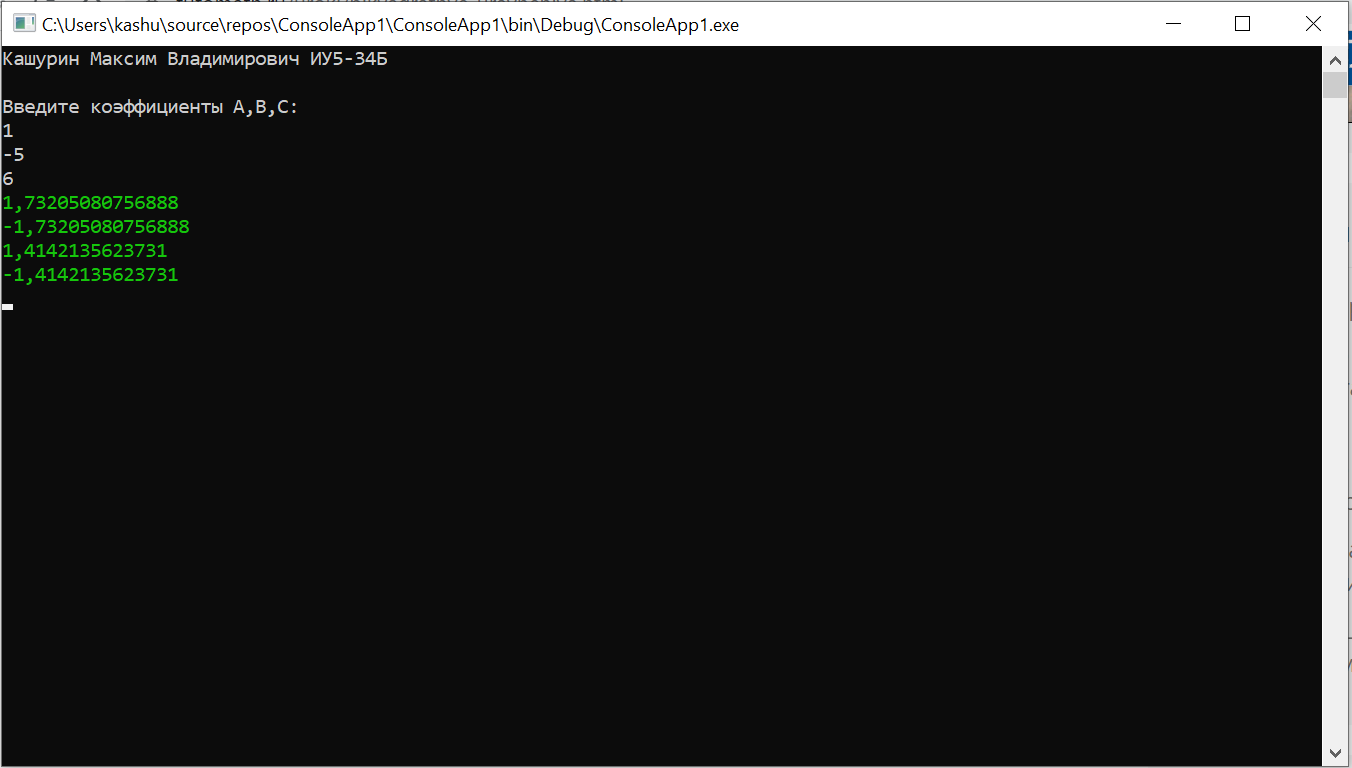 C:\Users\kashu\source\repos\ConsoleApp1\ConsoleApp1\bin\Debug\ConsoleApp1.exe
Кашурин Максим Владимирович ИУ5-34Б
Введите коэффициенты A,B,C:
1
-5
6
1,73205080756888
-1,73205080756888
1,4142135623731
-1,4142135623731